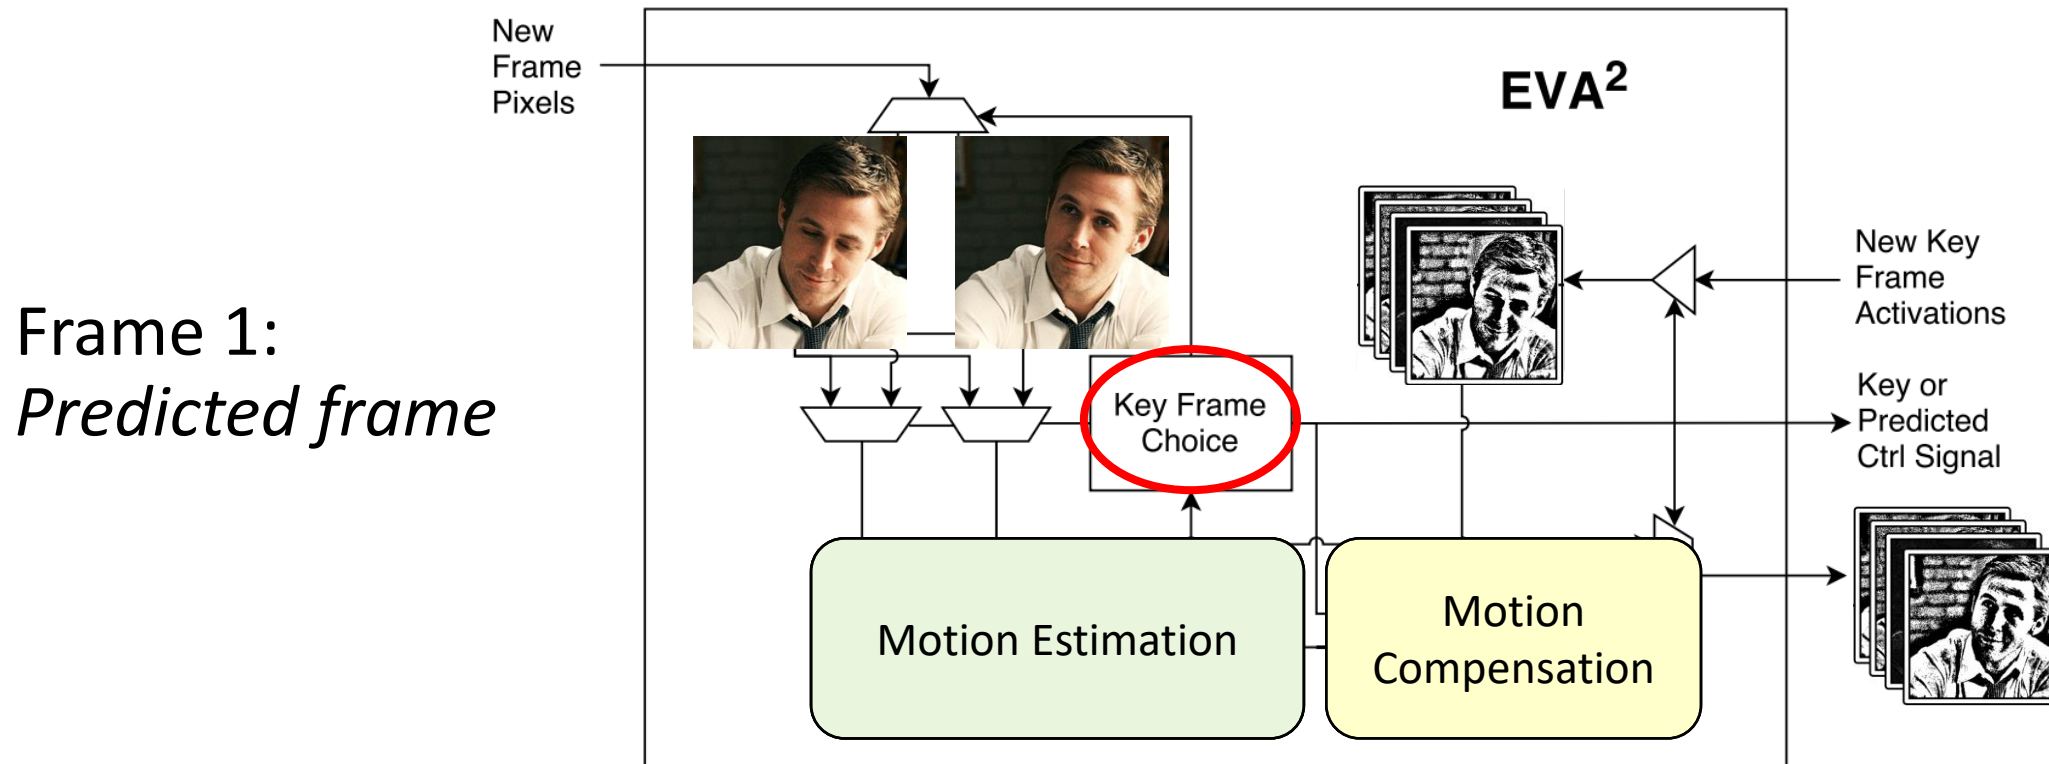 New
Frame
Pixels
EVA²
Frame 1:
Predicted frame
New Key
Frame
Activations
Key Frame
Choice
Key or
Predicted
Ctrl Signal
Motion Estimation
Motion
Compensation